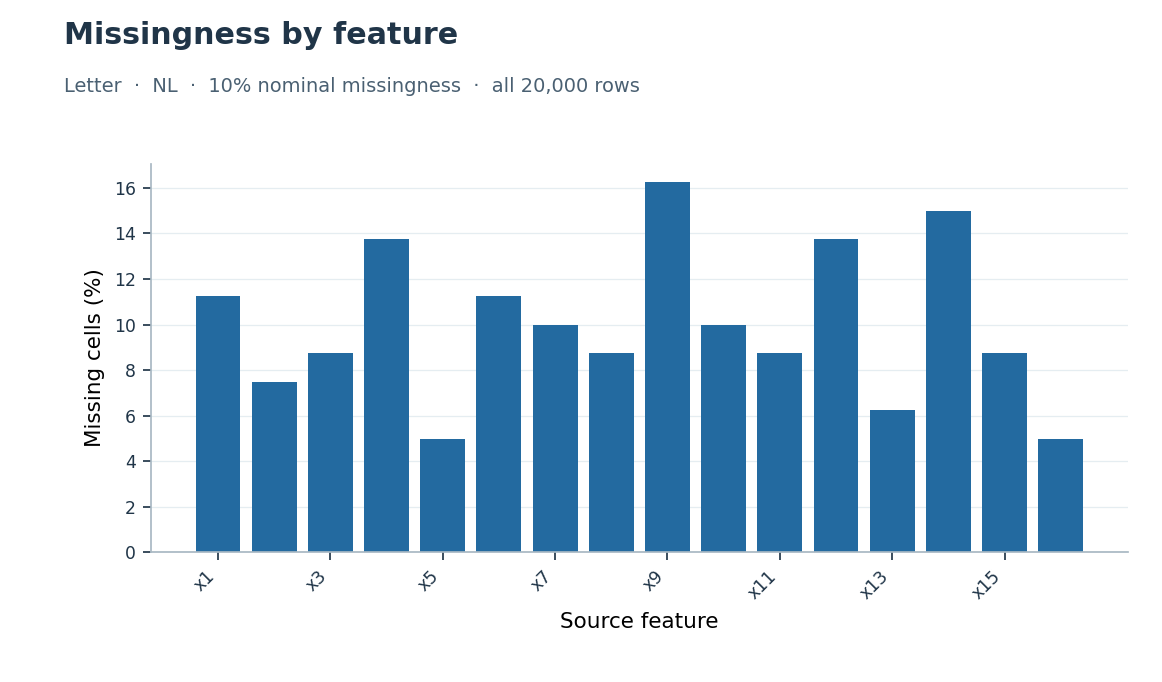 Missingness by feature
Letter · NL · 10% nominal missingness · all 20,000 rows
16
14
12
10
8
6
4
2
0
Missing cells (%)
x1
x3
x5
x7
x9
x11
x13
x15
Source feature